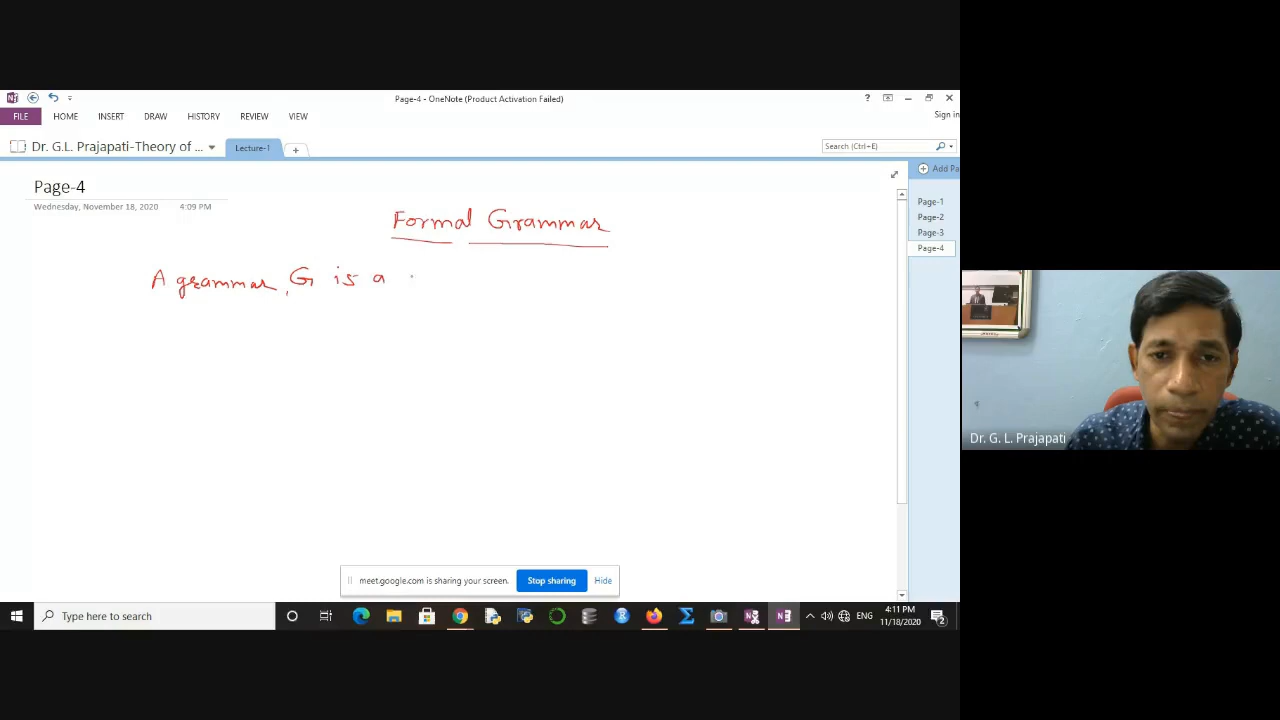 Page-4 - OneNote (Product Activation Failed)
?
FILE HOME INSERT DRAW HISTORY REVIEW VIEW
Sign in
Dr. G.L. Prajapati-Theory of ... Lecture-1 +
Search (Ctrl+E)
Add Pa
Page-4
Wednesday, November 18, 2020 4:09 PM
Page-1
Page-2
Page-3
Page-4
Formal Grammar
A grammar, G is a
Dr. G. L. Prajapati
meet.google.com is sharing your screen. Stop sharing Hide
Type here to search
ENG
4:11 PM
11/18/2020
2